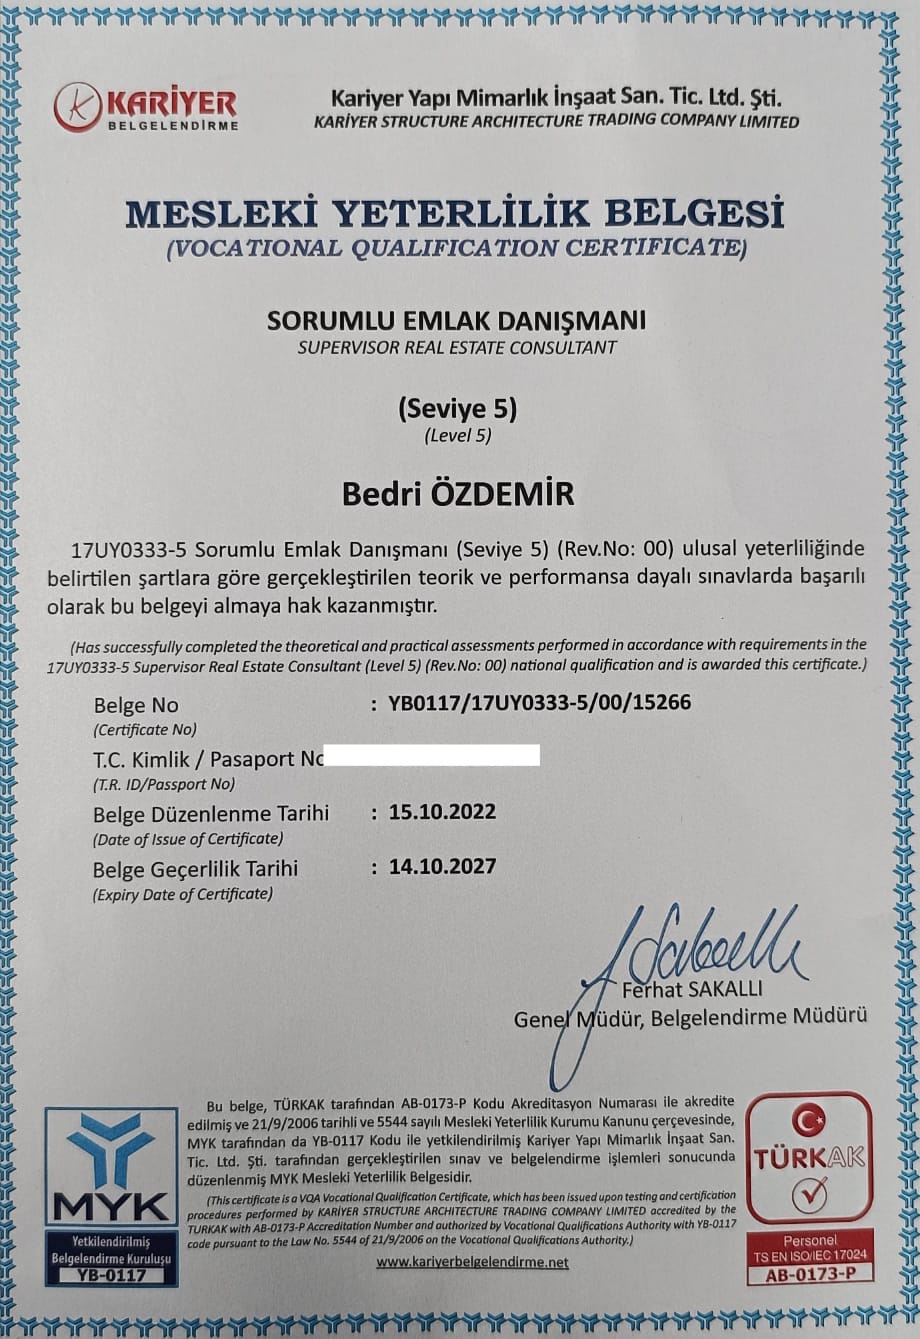 KARİYER
BELGELENDİRME
Kariyer Yapı Mimarlık İnşaat San. Tic. Ltd. Şti.
KARİYER STRUCTURE ARCHITECTURE TRADING COMPANY LIMITED
MESLEKİ YETERLİLİK BELGESİ
(VOCATIONAL QUALIFICATION CERTIFICATE)
SORUMLU EMLAK DANIŞMANI
SUPERVISOR REAL ESTATE CONSULTANT
(Seviye 5)
(Level 5)
Bedri ÖZDEMİR
17UY0333-5 Sorumlu Emlak Danışmanı (Seviye 5) (Rev.No: 00) ulusal yeterliliğinde
belirtilen şartlara göre gerçekleştirilen teorik ve performansa dayalı sınavlarda başarılı
olarak bu belgeyi almaya hak kazanmıştır.
(Has successfully completed the theoretical and practical assessments performed in accordance with requirements in the
17UY0333-5 Supervisor Real Estate Consultant (Level 5) (Rev.No: 00) national qualification and is awarded this certificate.)
Belge No : YB0117/17UY0333-5/00/15266
(Certificate No)
T.C. Kimlik / Pasaport No
(T.R. ID/Passport No)
Belge Düzenlenme Tarihi : 15.10.2022
(Date of Issue of Certificate)
Belge Geçerlilik Tarihi : 14.10.2027
(Expiry Date of Certificate)
Ferhat SAKALLI
Genel Müdür, Belgelendirme Müdürü
Bu belge, TÜRKAK tarafından AB-0173-P Kodu Akreditasyon Numarası ile akredite
edilmiş ve 21/9/2006 tarihli ve 5544 sayılı Mesleki Yeterlilik Kurumu Kanunu çerçevesinde,
MYK tarafından da YB-0117 Kodu ile yetkilendirilmiş Kariyer Yapı Mimarlık İnşaat San.
Tic. Ltd. Şti. tarafından gerçekleştirilen sınav ve belgelendirme işlemleri sonucunda
düzenlenmiş MYK Mesleki Yeterlilik Belgesidir.
(This certificate is a VQA Vocational Qualification Certificate, which has been issued upon testing and certification
procedures performed by KARİYER STRUCTURE ARCHITECTURE TRADING COMPANY LIMITED accredited by the
TURKAK with AB-0173-P Accreditation Number and authorized by Vocational Qualifications Authority with YB-0117
code pursuant to the Law No. 5544 of 21/9/2006 on the Vocational Qualifications Authority.)
www.kariyerbelgelendirme.net
MYK
Yetkilendirilmiş
Belgelendirme Kuruluşu
YB-0117
TÜRKAK
Personel
TS EN ISO/IEC 17024
AB-0173-P